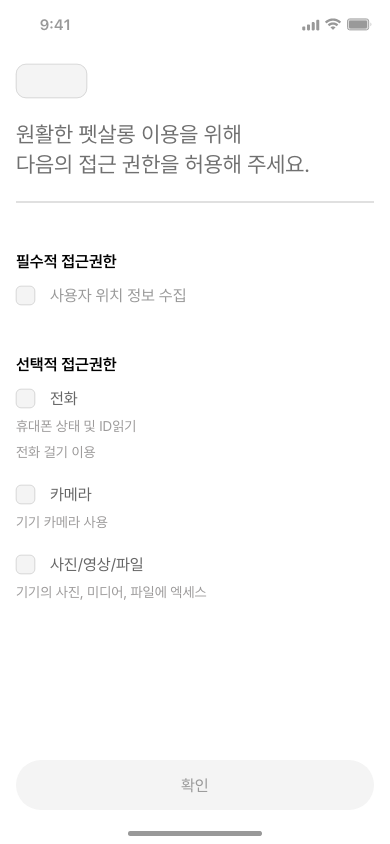 9:41
원활한 펫살롱 이용을 위해
다음의 접근 권한을 허용해 주세요.
필수적 접근권한
사용자 위치 정보 수집
선택적 접근권한
전화
휴대폰 상태 및 ID읽기
전화 걸기 이용
카메라
기기 카메라 사용
사진/영상/파일
기기의 사진, 미디어, 파일에 엑세스
확인